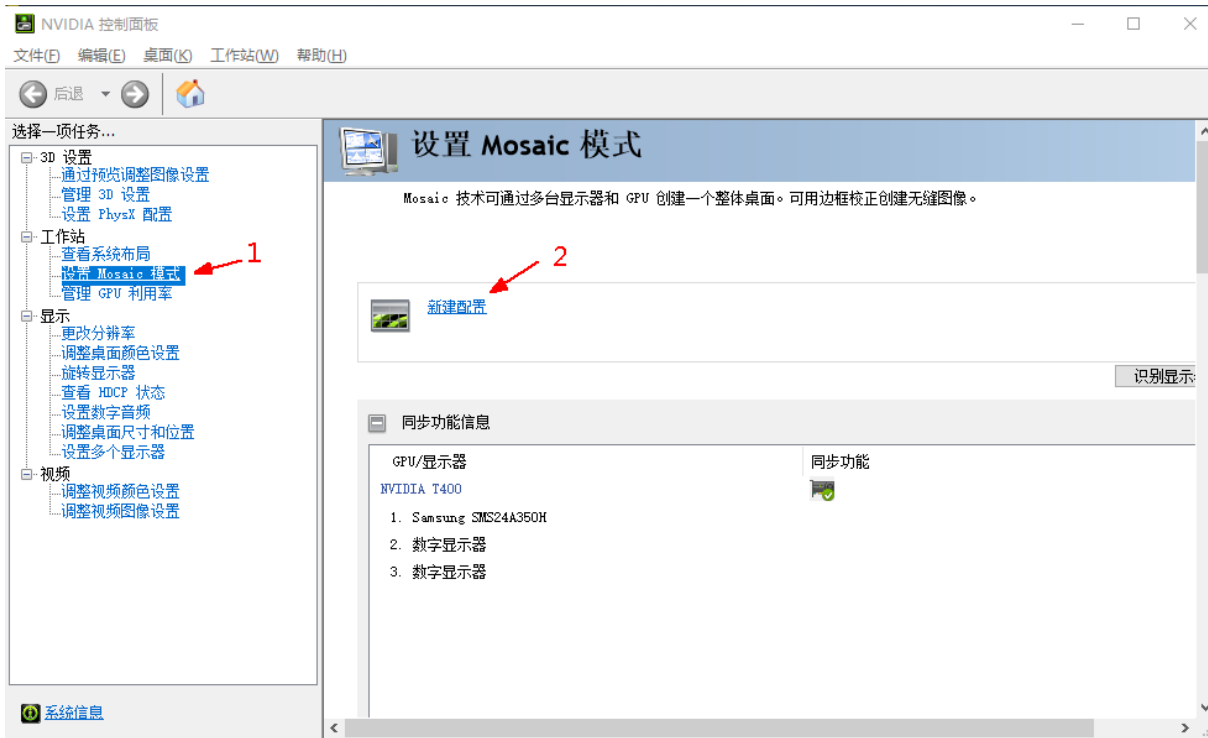 NVIDIA 控制面板
文件(F) 编辑(E) 桌面(K) 工作站(W) 帮助(H)
后退
选择一项任务...
3D 设置
通过预览调整图像设置
管理 3D 设置
设置 PhysX 配置
工作站
查看系统布局
设置 Mosaic 模式
管理 GPU 利用率
显示
更改分辨率
调整桌面颜色设置
旋转显示器
查看 HDCP 状态
设置数字音频
调整桌面尺寸和位置
设置多个显示器
视频
调整视频颜色设置
调整视频图像设置
系统信息
1
设置 Mosaic 模式
Mosaic 技术可通过多台显示器和 GPU 创建一个整体桌面。可用边框校正创建无缝图像。
2
新建配置
识别显示
同步功能信息
GPU/显示器 同步功能
NVIDIA T400
1. Samsung SMS24A350H
2. 数字显示器
3. 数字显示器